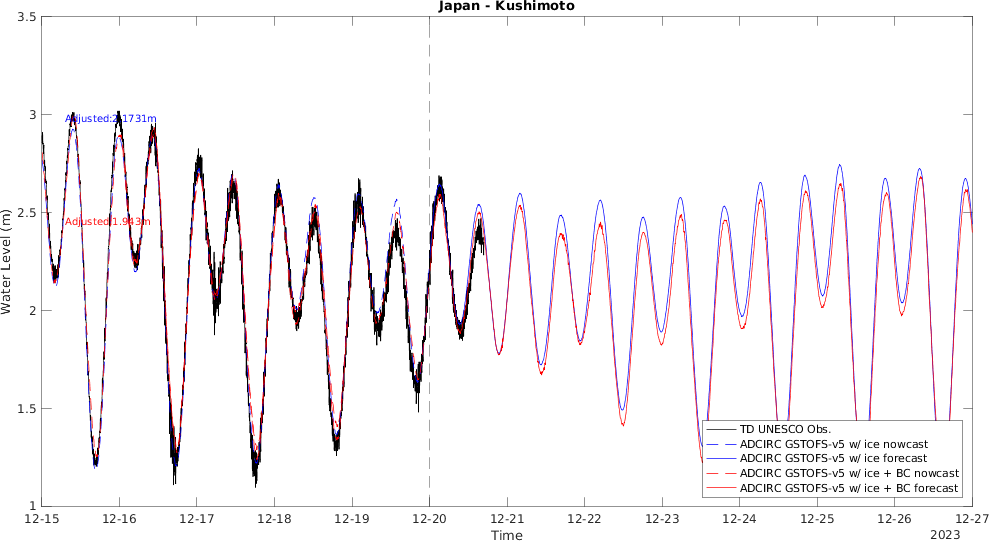 Japan - Kushimoto
Water Level (m)
3.5
3
2.5
2
1.5
1
Adjusted:2.1731m
Adjusted:1.943m
TD UNESCO Obs.
ADCIRC GSTOFS-v5 w/ ice nowcast
ADCIRC GSTOFS-v5 w/ ice forecast
ADCIRC GSTOFS-v5 w/ ice + BC nowcast
ADCIRC GSTOFS-v5 w/ ice + BC forecast
12-15 12-16 12-17 12-18 12-19 12-20 12-21 12-22 12-23 12-24 12-25 12-26 12-27
Time
2023